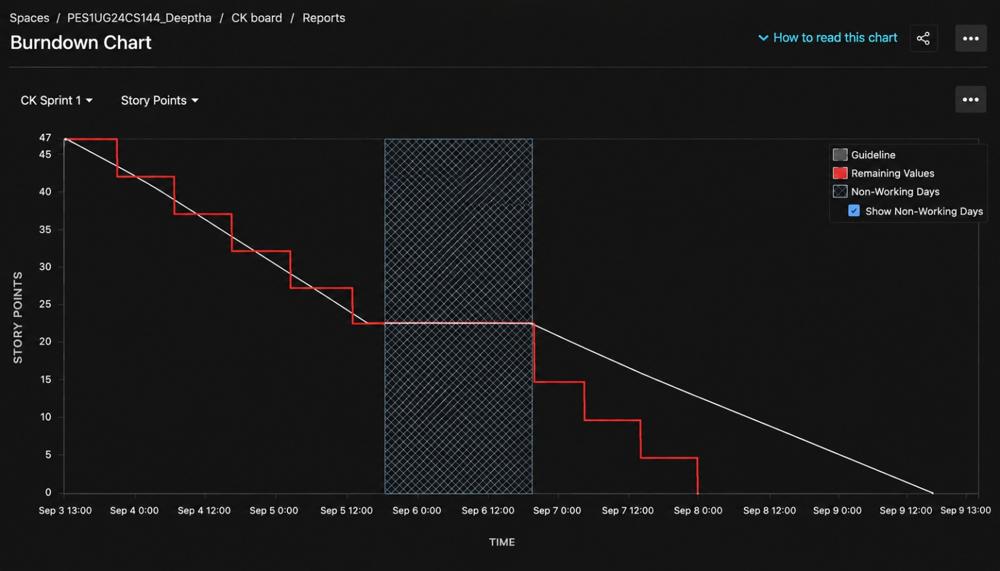 Spaces / PES1UG24CS144_Deeptha / CK board / Reports
Burndown Chart
How to read this chart
CK Sprint 1
Story Points
47
45
40
35
30
25
20
15
10
5
0
STORY POINTS
Guideline
Remaining Values
Non-Working Days
Show Non-Working Days
Sep 3 13:00 Sep 4 0:00 Sep 4 12:00 Sep 5 0:00 Sep 5 12:00 Sep 6 0:00 Sep 6 12:00 Sep 7 0:00 Sep 7 12:00 Sep 8 0:00 Sep 8 12:00 Sep 9 0:00 Sep 9 12:00 Sep 9 13:00
TIME